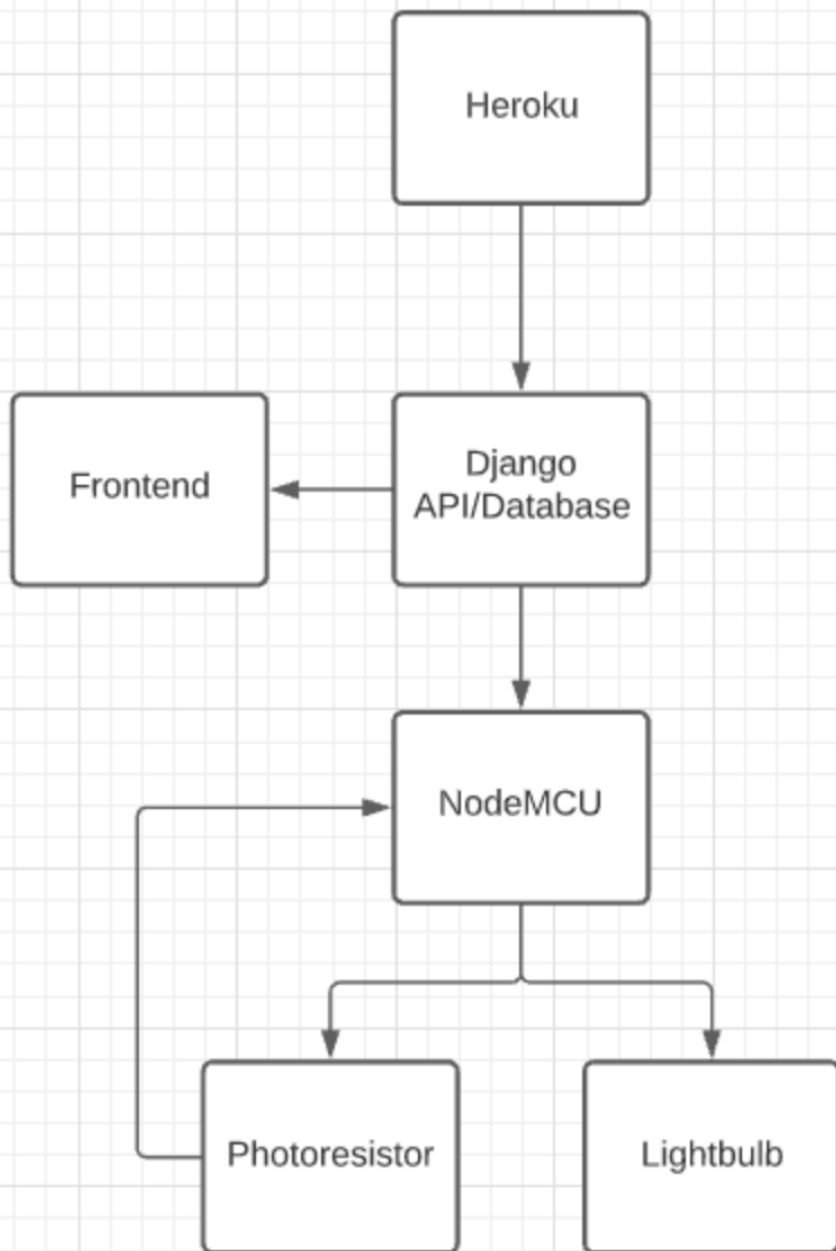 Heroku
Frontend
Django
API/Database
NodeMCU
Photoresistor
Lightbulb